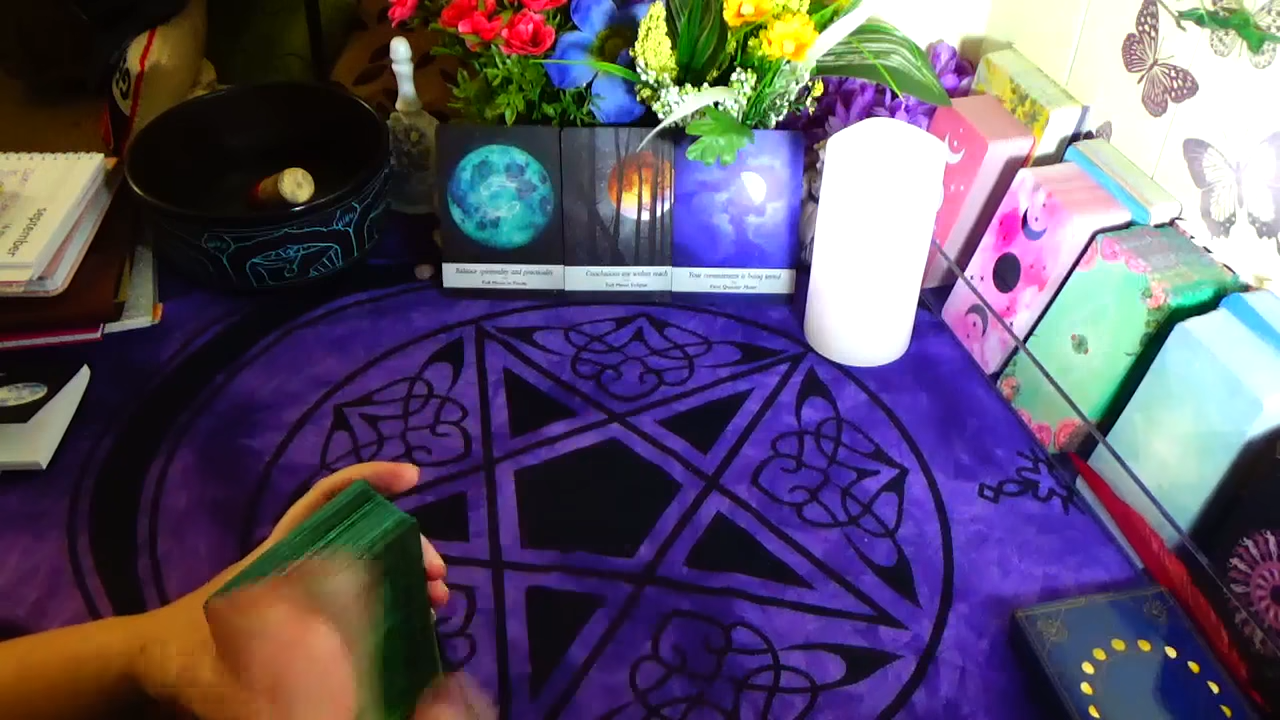 september
Balance spirituality and practicality
Full Moon in Pisces
Conclusions are within reach
Full Moon Eclipse
Your commitment is being tested
First Quarter Moon